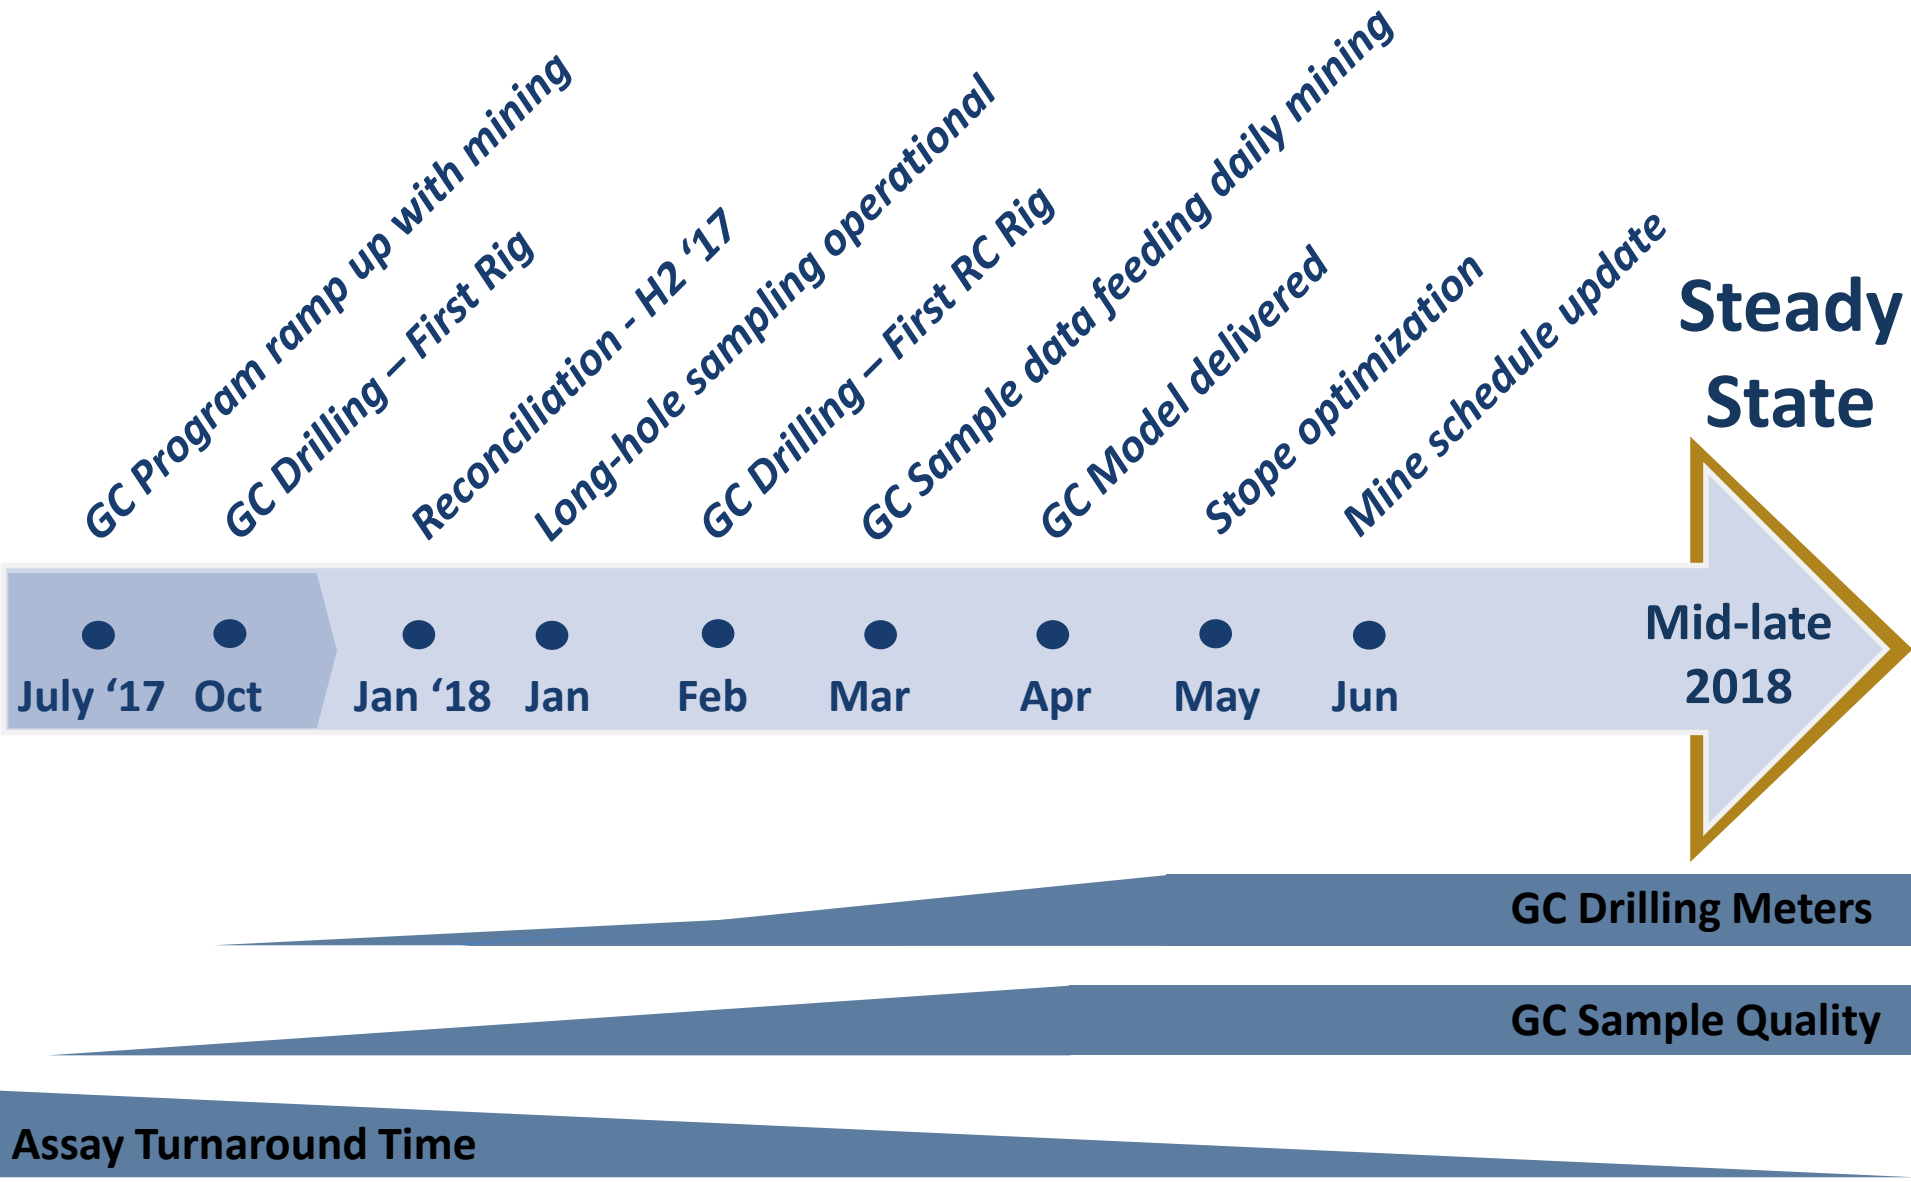 GC Program ramp up with mining
GC Drilling – First Rig
Reconciliation - H2 ‘17
Long-hole sampling operational
GC Drilling – First RC Rig
GC Sample data feeding daily mining
GC Model delivered
Stope optimization
Mine schedule update
Steady
State
July ‘17
Oct
Jan ‘18
Jan
Feb
Mar
Apr
May
Jun
Mid-late
2018
GC Drilling Meters
GC Sample Quality
Assay Turnaround Time